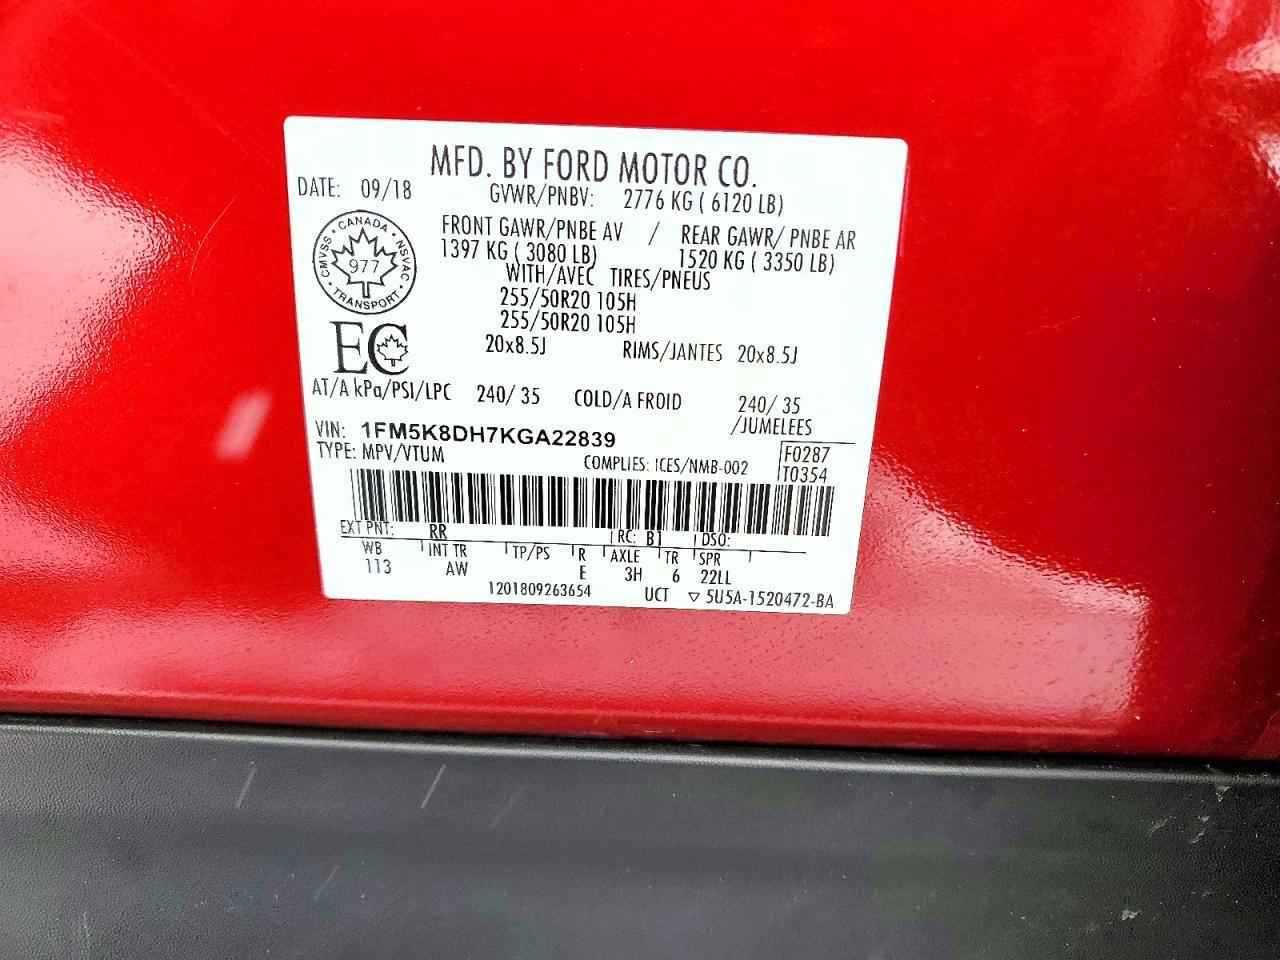 MFD. BY FORD MOTOR CO.
DATE: 09/18 GVWR/PNBV: 2776 KG ( 6120 LB)
FRONT GAWR/PNBE AV / REAR GAWR/ PNBE AR
1397 KG ( 3080 LB) 1520 KG ( 3350 LB)
WITH/AVEC TIRES/PNEUS
255/50R20 105H
255/50R20 105H
20x8.5J RIMS/JANTES 20x8.5J
CANADA · NSVAC · TRANSPORT · CMVSS ·
977
EC
AT/A kPa/PSI/LPC 240/ 35 COLD/A FROID 240/ 35
/JUMELEES
VIN: 1FM5K8DH7KGA22839
TYPE: MPV/VTUM COMPLIES: ICES/NMB-002
F0287
T0354
EXT PNT: RR RC: B1 DSO:
WB INT TR TP/PS R AXLE TR SPR
113 AW E 3H 6 22LL
1201809263654 UCT ▽ 5U5A-1520472-BA